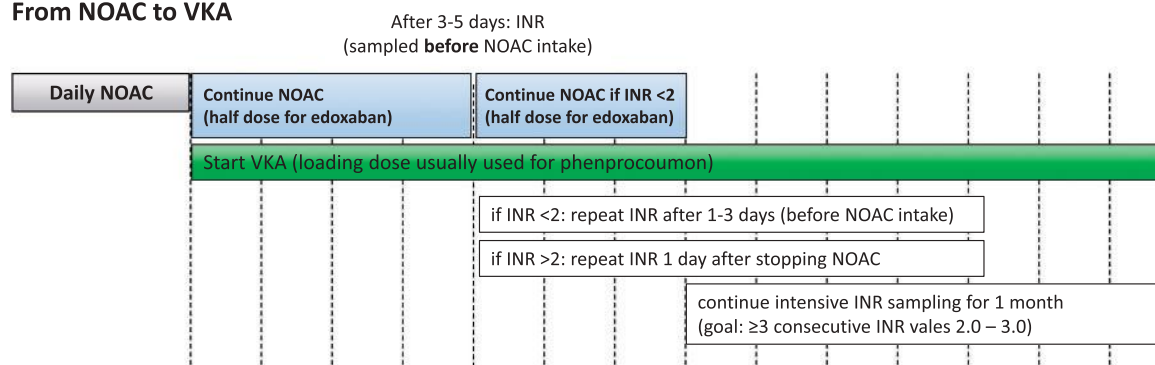 From NOAC to VKA
After 3-5 days: INR
(sampled before NOAC intake)
Daily NOAC
Continue NOAC
(half dose for edoxaban)
Continue NOAC if INR <2
(half dose for edoxaban)
Start VKA (loading dose usually used for phenprocoumon)
if INR <2: repeat INR after 1-3 days (before NOAC intake)
if INR >2: repeat INR 1 day after stopping NOAC
continue intensive INR sampling for 1 month
(goal: ≥3 consecutive INR vales 2.0 – 3.0)